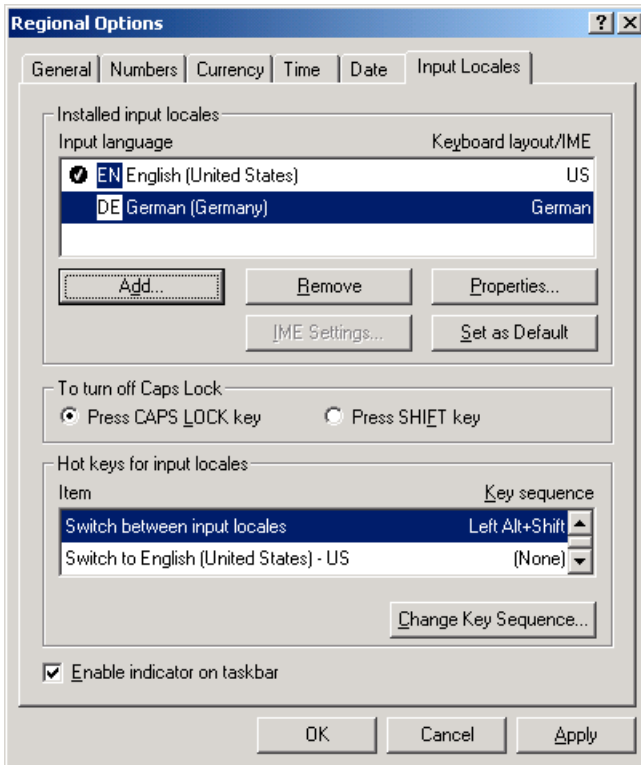 Regional Options
General Numbers Currency Time Date Input Locales
Installed input locales
Input language Keyboard layout/IME
EN English (United States) US
DE German (Germany) German
Add... Remove Properties...
IME Settings... Set as Default
To turn off Caps Lock
Press CAPS LOCK key Press SHIFT key
Hot keys for input locales
Item Key sequence
Switch between input locales Left Alt+Shift
Switch to English (United States) - US (None)
Change Key Sequence...
Enable indicator on taskbar
OK Cancel Apply